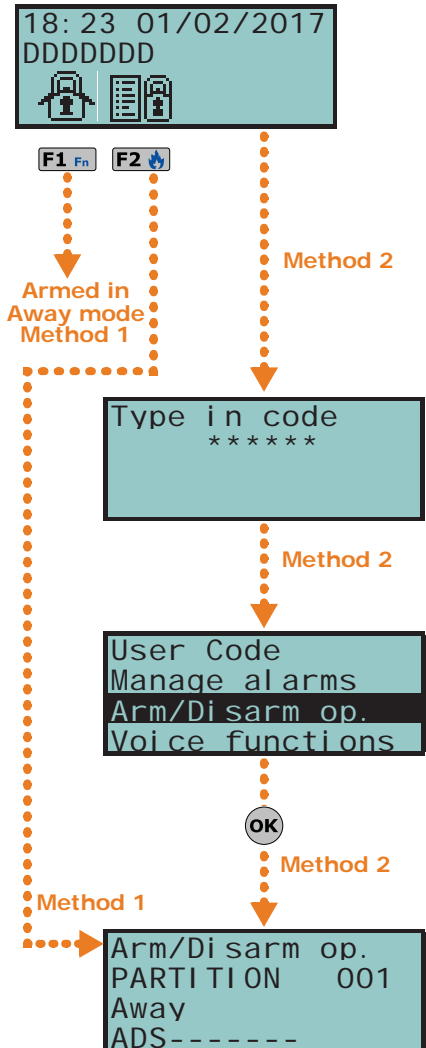 18:23 01/02/2017
DDDDDDD
F1 Fn F2
Method 2
Armed in
Away mode
Method 1
Type in code
******
Method 2
User Code
Manage alarms
Arm/Disarm op.
Voice functions
OK
Method 2
Method 1
Arm/Disarm op.
PARTITION 001
Away
ADS-------